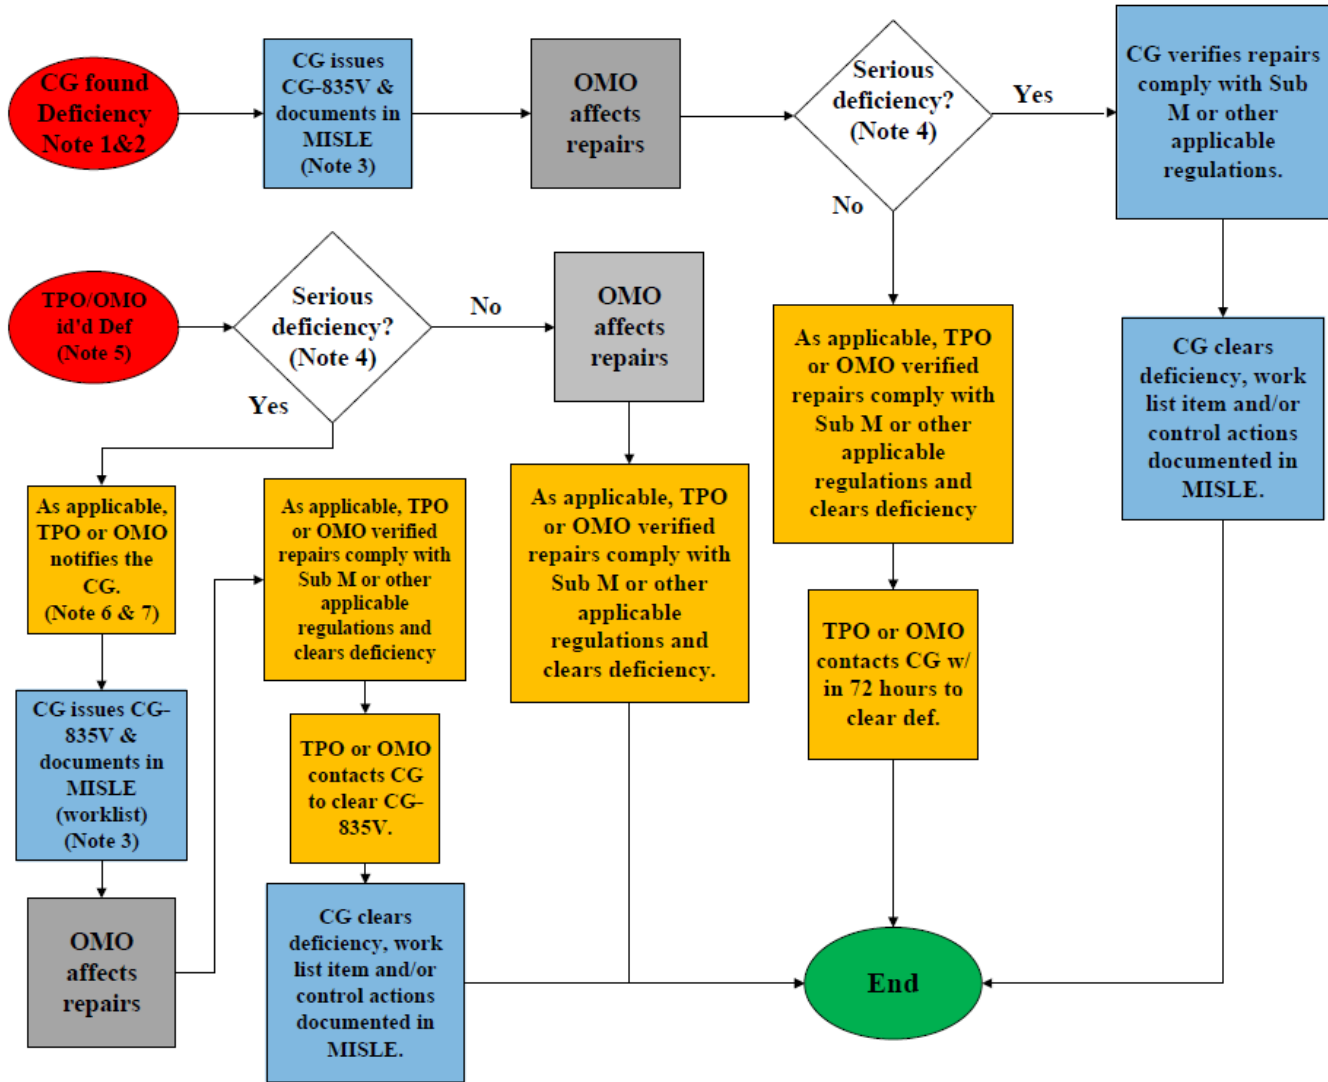 CG found
Deficiency
Note 1&2
CG issues
CG-835V &
documents in
MISLE
(Note 3)
OMO
affects
repairs
Serious
deficiency?
(Note 4)
Yes
No
CG verifies repairs
comply with Sub
M or other
applicable
regulations.
TPO/OMO
id'd Def
(Note 5)
Serious
deficiency?
(Note 4)
No
Yes
OMO
affects
repairs
As applicable, TPO
or OMO verified
repairs comply with
Sub M or other
applicable
regulations and
clears deficiency
CG clears
deficiency, work
list item and/or
control actions
documented in
MISLE.
As applicable,
TPO or OMO
notifies the
CG.
(Note 6 & 7)
As applicable, TPO
or OMO verified
repairs comply with
Sub M or other
applicable
regulations and
clears deficiency
As applicable, TPO
or OMO verified
repairs comply with
Sub M or other
applicable
regulations and
clears deficiency.
TPO or OMO
contacts CG w/
in 72 hours to
clear def.
CG issues CG-
835V &
documents in
MISLE
(worklist)
(Note 3)
TPO or OMO
contacts CG
to clear CG-
835V.
OMO
affects
repairs
CG clears
deficiency, work
list item and/or
control actions
documented in
MISLE.
End